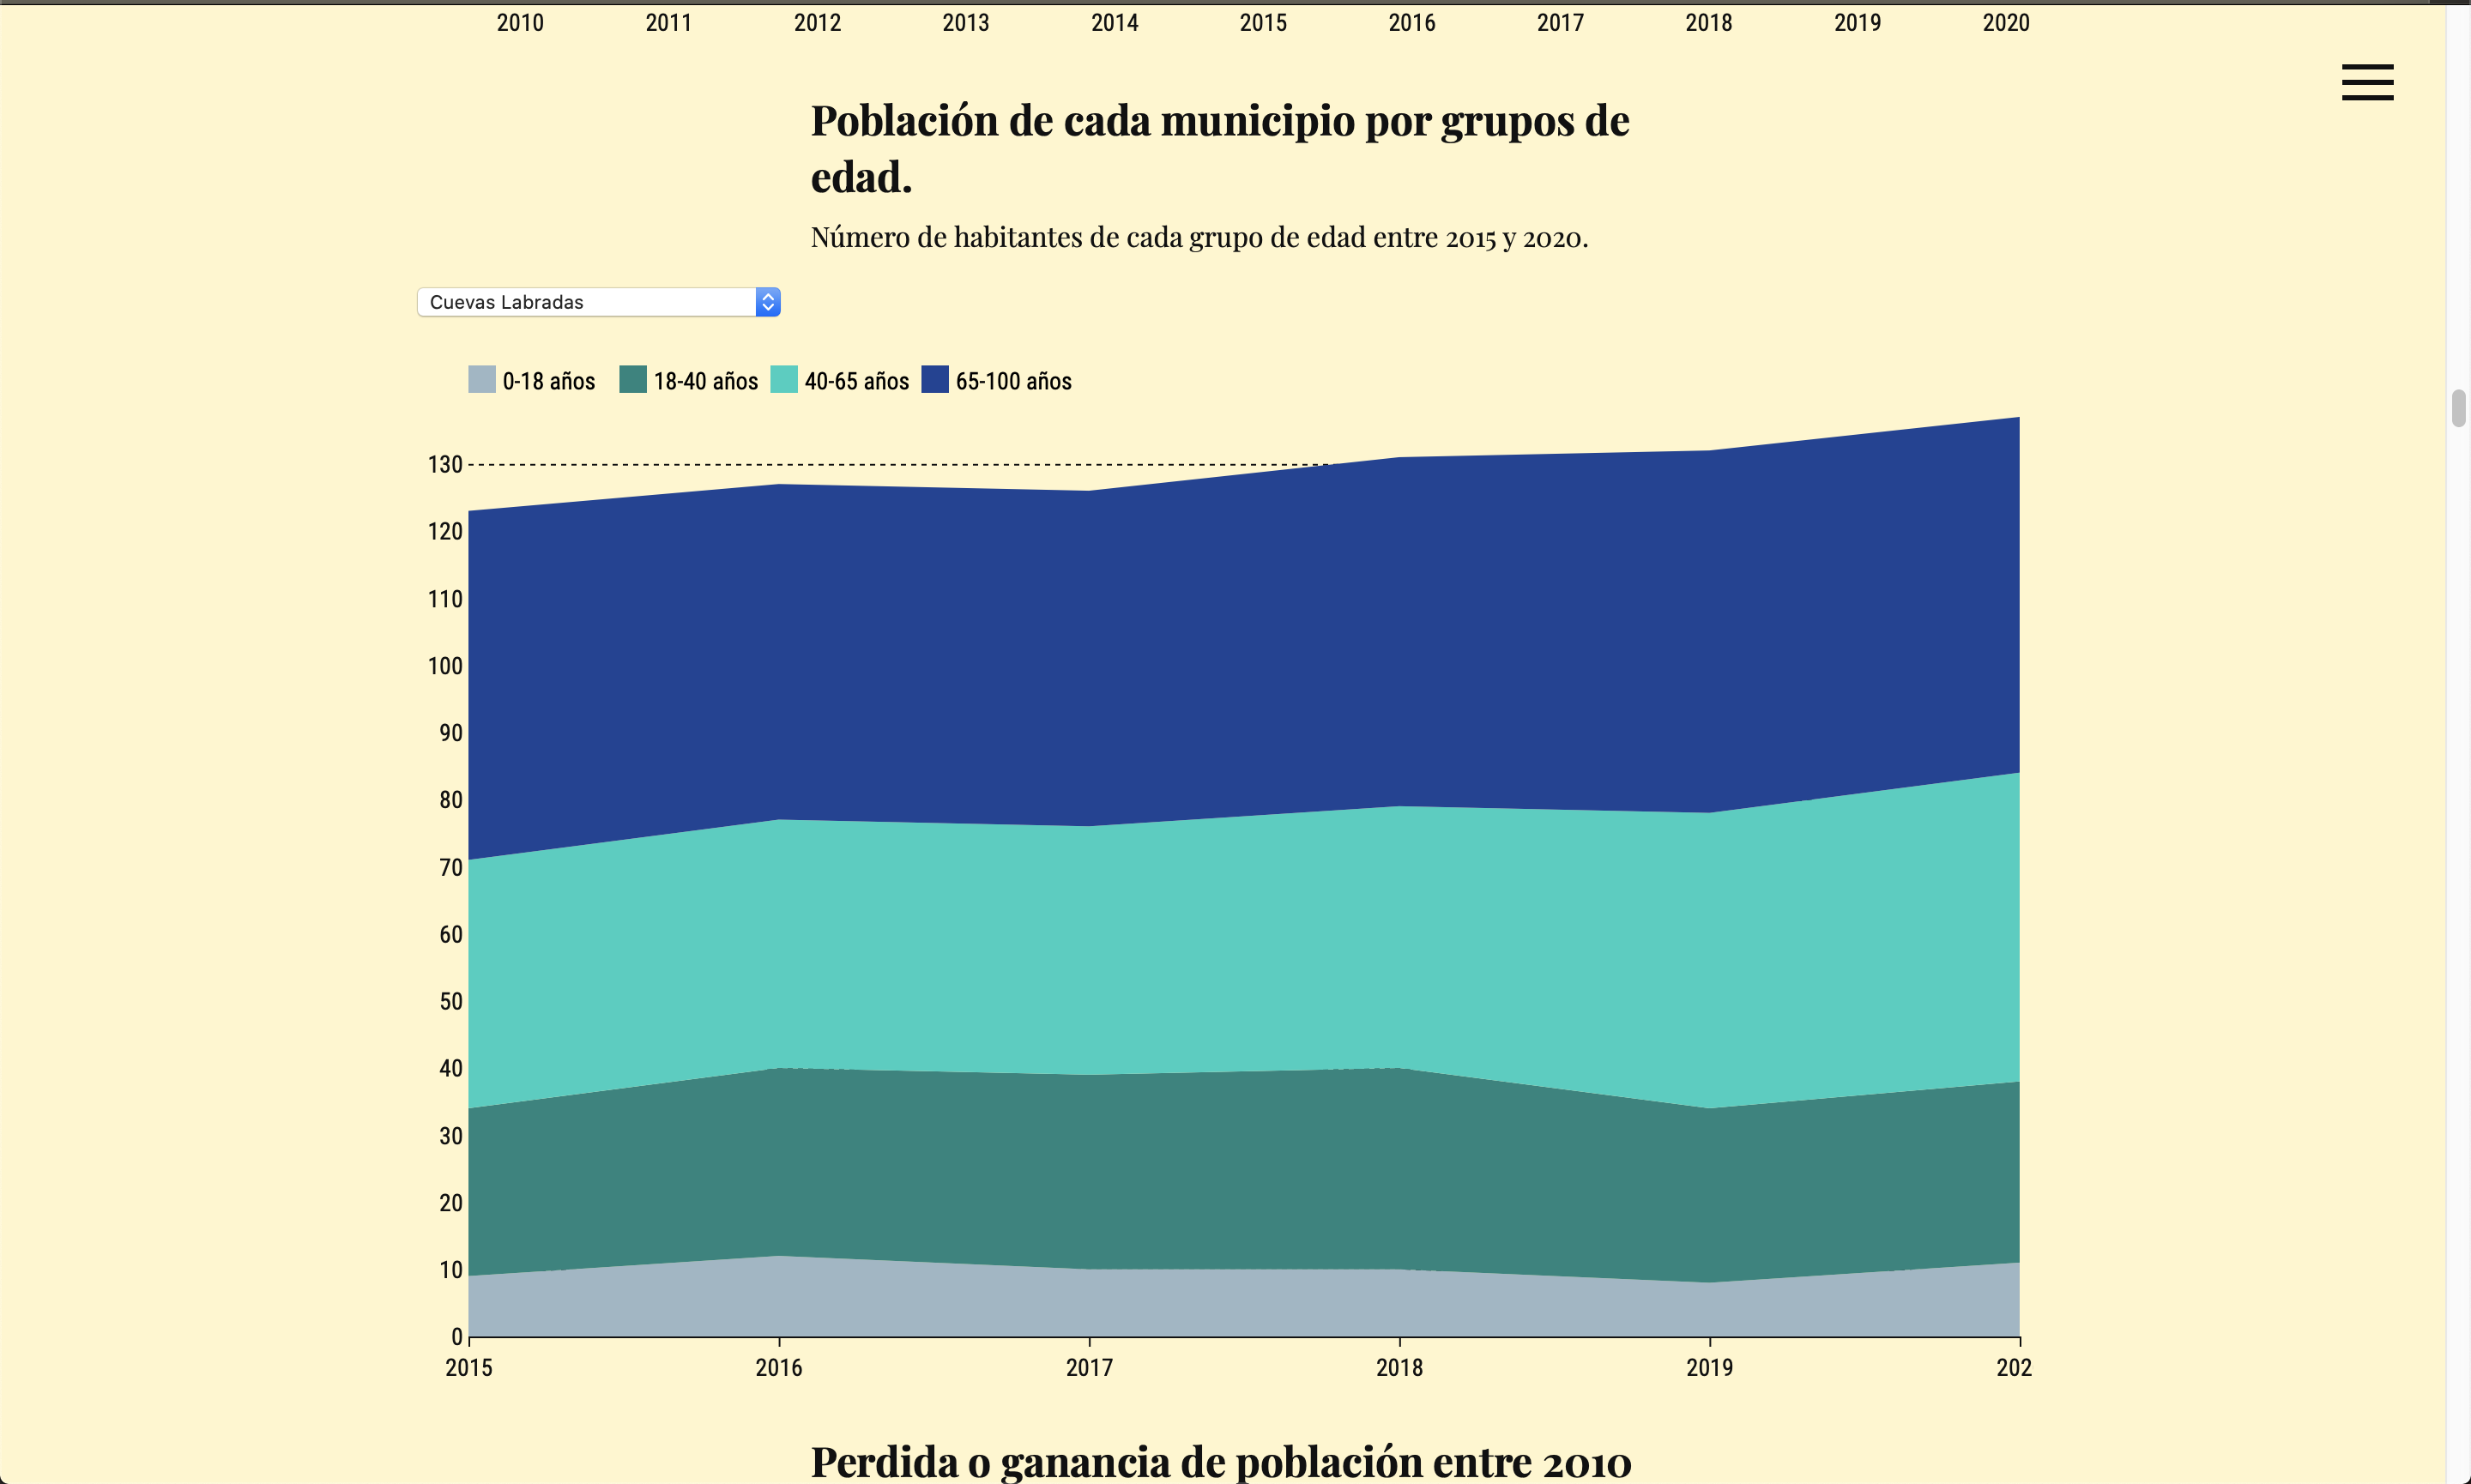 2010 2011 2012 2013 2014 2015 2016 2017 2018 2019 2020
Población de cada municipio por grupos de
edad.
Número de habitantes de cada grupo de edad entre 2015 y 2020.
Cuevas Labradas
0-18 años 18-40 años 40-65 años 65-100 años
130
120
110
100
90
80
70
60
50
40
30
20
10
0
2015 2016 2017 2018 2019 202
Perdida o ganancia de población entre 2010